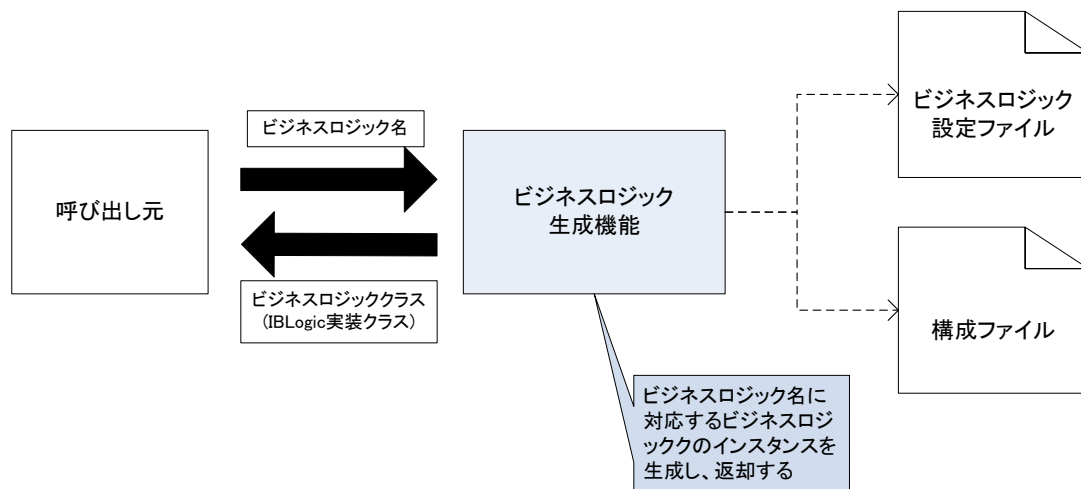 呼び出し元
ビジネスロジック名
ビジネスロジッククラス
(IBLogic実装クラス)
ビジネスロジック
生成機能
ビジネスロジック
設定ファイル
構成ファイル
ビジネスロジック名に
対応するビジネスロジ
ッククのインスタンスを
生成し、返却する